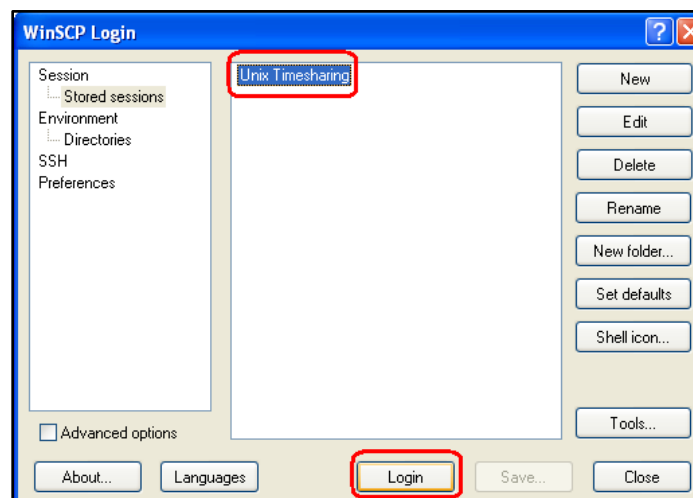 WinSCP Login
Session
Stored sessions
Environment
Directories
SSH
Preferences
Advanced options
Unix Timesharing
New
Edit
Delete
Rename
New folder...
Set defaults
Shell icon...
Tools...
About...
Languages
Login
Save...
Close